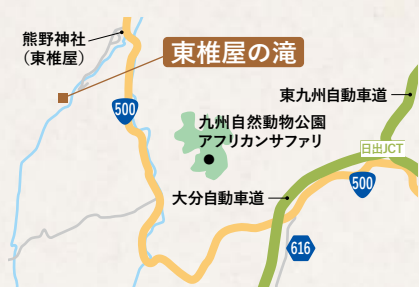 熊野神社
（東椎屋）
東椎屋の滝
500
東九州自動車道
九州自然動物公園
アフリカンサファリ
日出JCT
500
大分自動車道
616